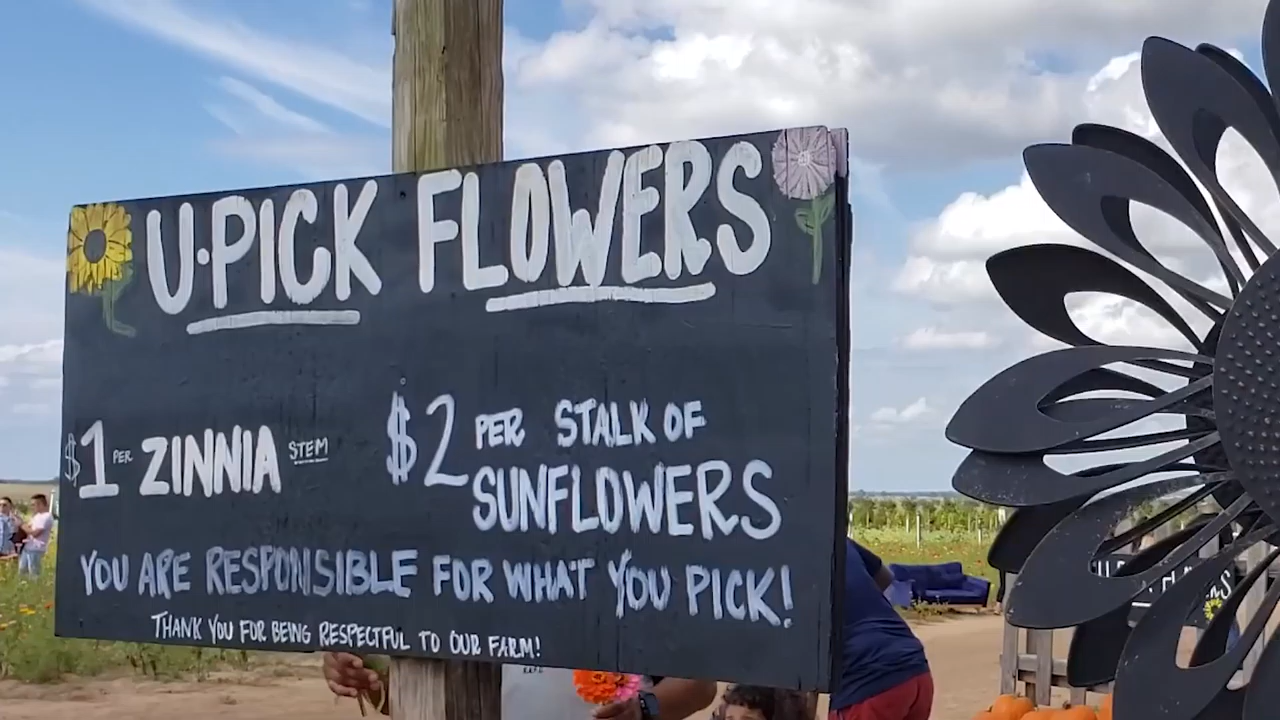 U·PICK FLOWERS
$1 PER ZINNIA STEM
$2 PER STALK OF
SUNFLOWERS
YOU ARE RESPONSIBLE FOR WHAT YOU PICK!
THANK YOU FOR BEING RESPECTFUL TO OUR FARM!